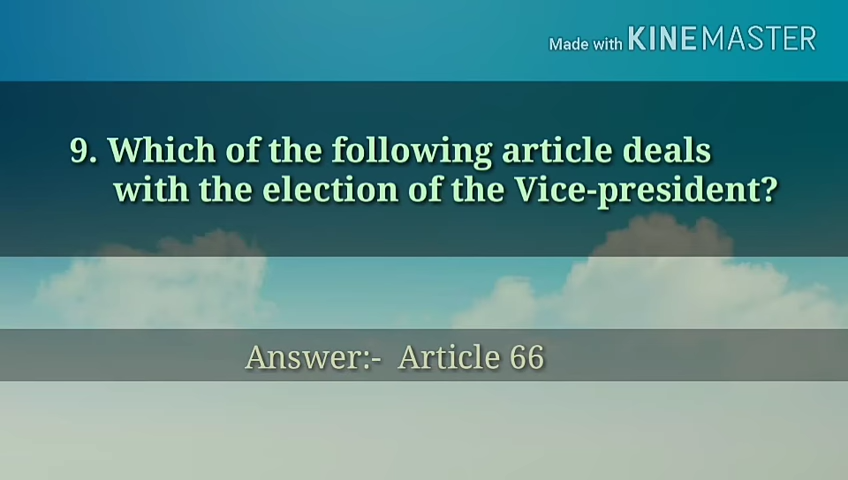 Made with KINEMASTER
9. Which of the following article deals
with the election of the Vice-president?
Answer:- Article 66